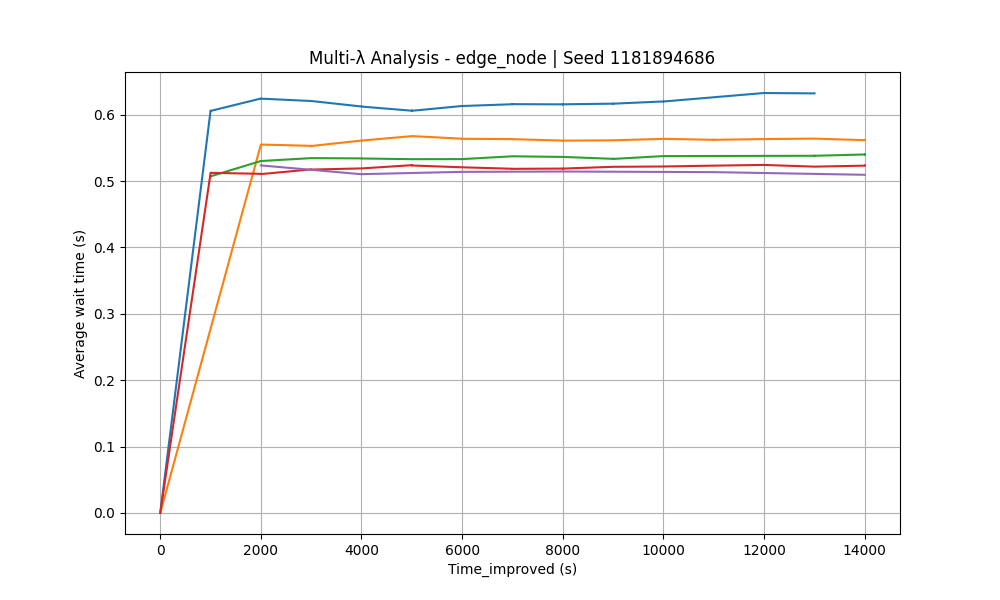 Multi-λ Analysis - edge_node | Seed 1181894686
Average wait time (s)
0.6
0.5
0.4
0.3
0.2
0.1
0.0
0 2000 4000 6000 8000 10000 12000 14000
Time_improved (s)